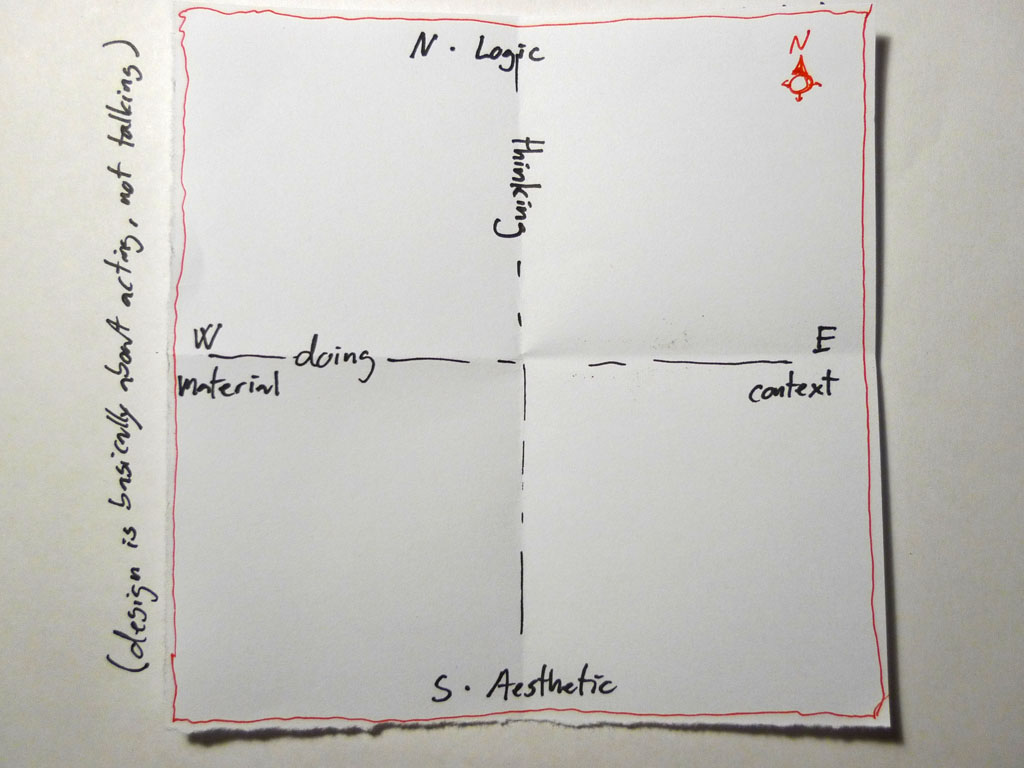 N · Logic
N
thinking
W
doing
E
material
context
S · Aesthetic
(design is basically about acting, not talking)